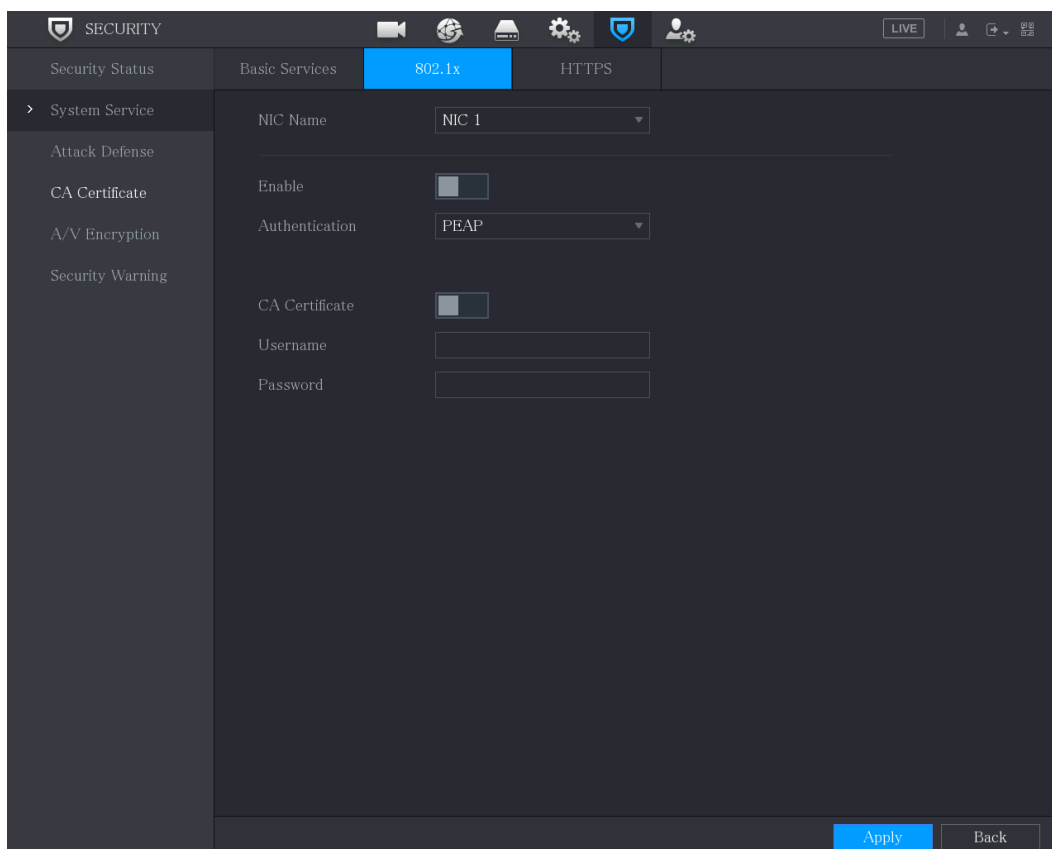 SECURITY
LIVE
Security Status
Basic Services 802.1x HTTPS
System Service
NIC Name NIC 1
Attack Defense
CA Certificate
Enable
Authentication PEAP
A/V Encryption
Security Warning
CA Certificate
Username
Password
Apply Back